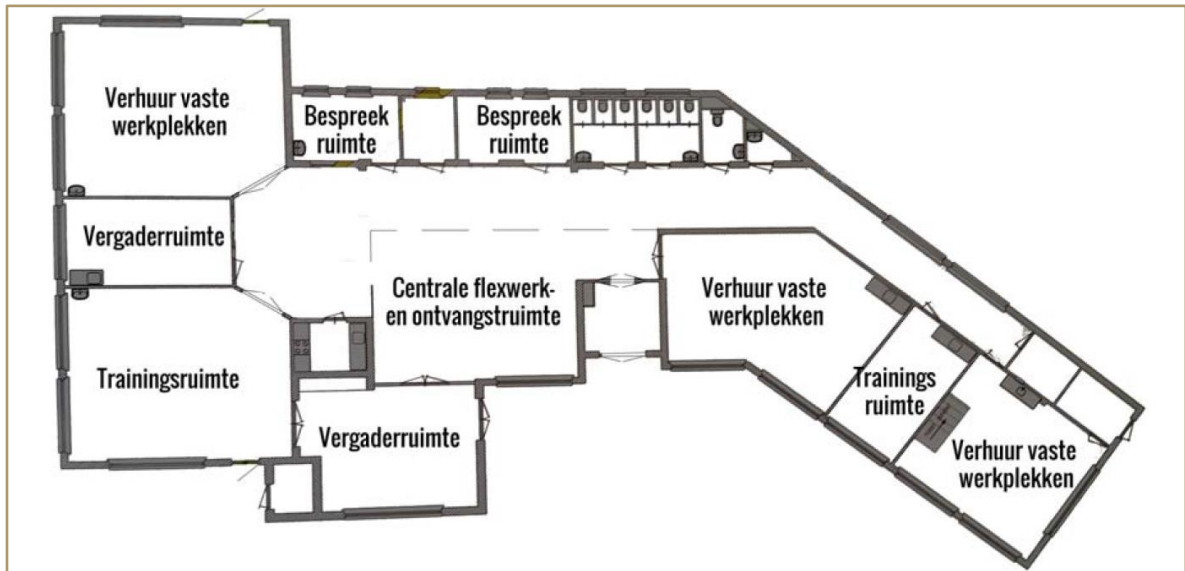 Verhuur vaste
werkplekken
Bespreek
ruimte
Bespreek
ruimte
Vergaderruimte
Centrale flexwerk-
en ontvangstruimte
Verhuur vaste
werkplekken
Trainingsruimte
Trainings
ruimte
Vergaderruimte
Verhuur vaste
werkplekken